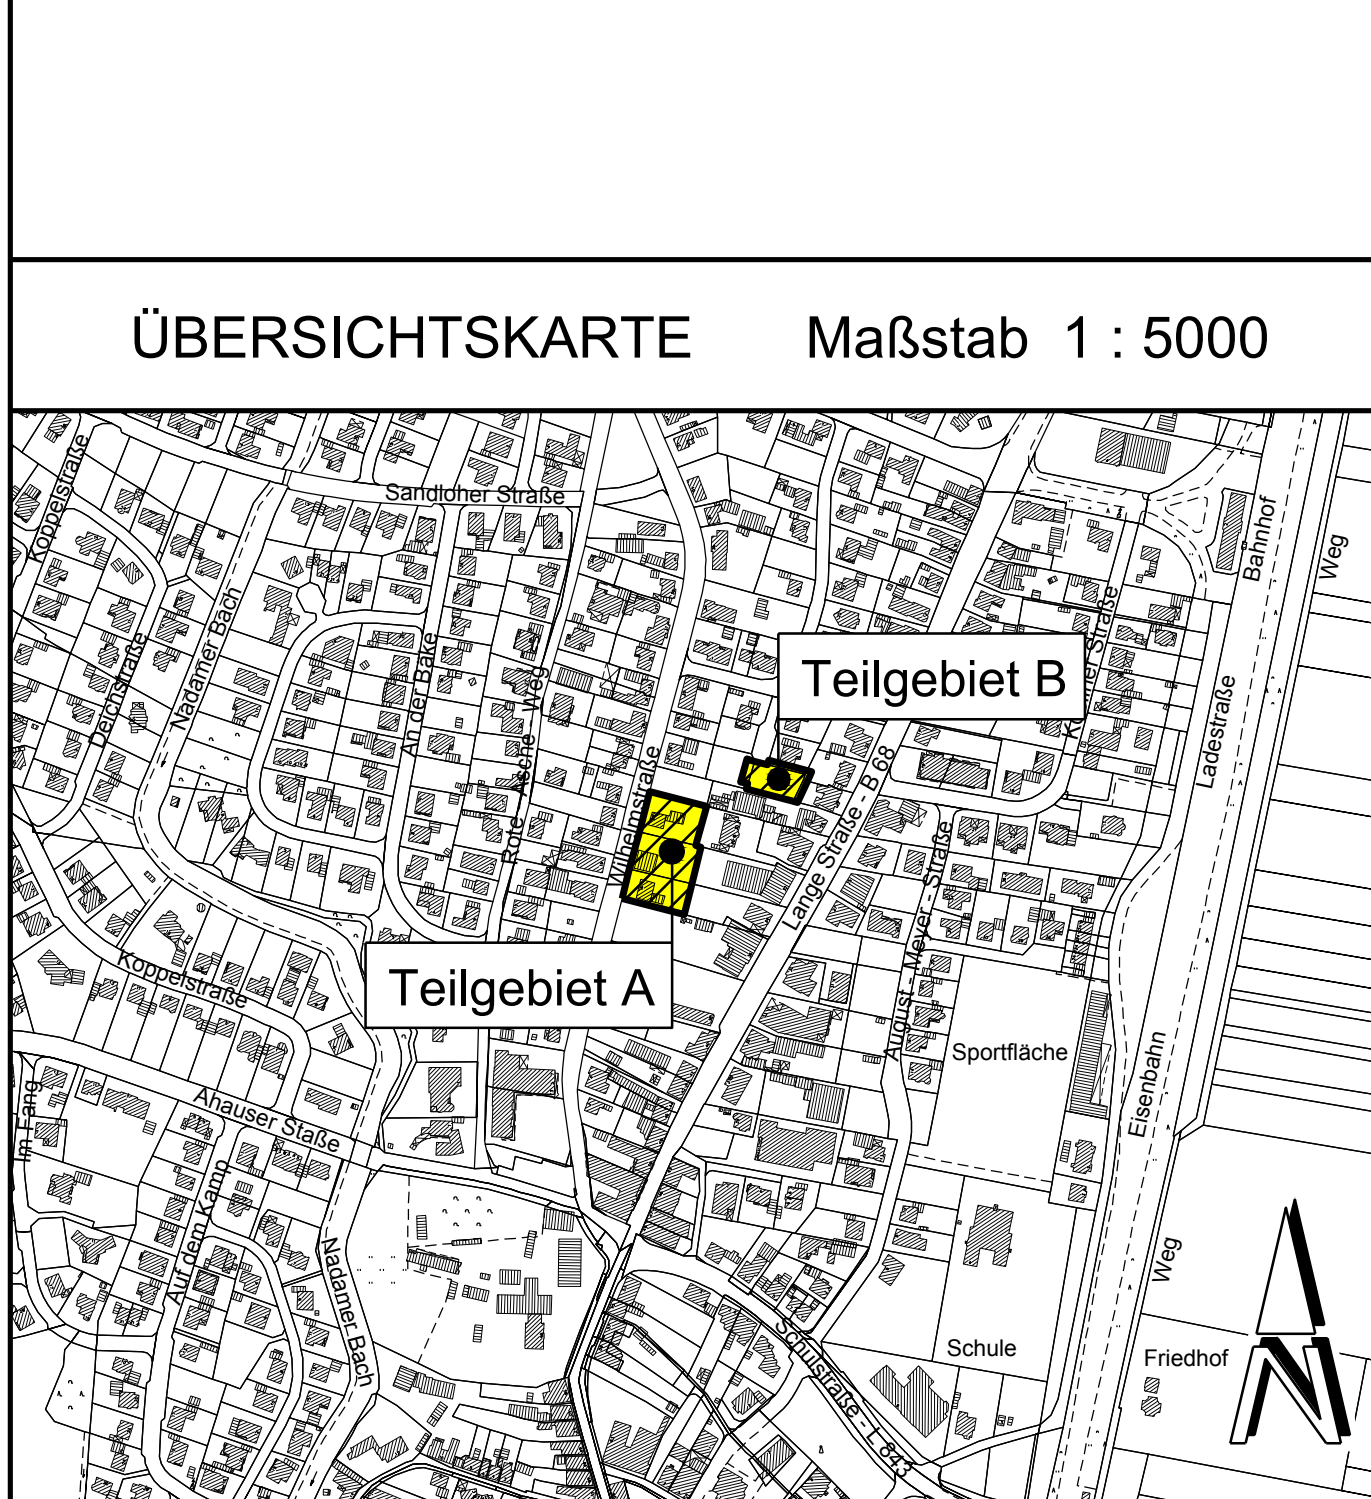 ÜBERSICHTSKARTE Maßstab 1 : 5000
Koppelstraße
Sandloher Straße
Bahnhof
Weg
Nadamer Bach
Deichstraße
An der Bake
Rote Asche Weg
Wilhelmstraße
Teilgebiet B
Ladestraße
Lange Straße - B 68
August - Meyer - Straße
Teilgebiet A
Koppelstraße
Sportfläche
Eisenbahn
Im Fang
Ahauser Staße
Auf dem Kamp
Nadamer Bach
Weg
Schulstraße - L 843
Schule
Friedhof
N